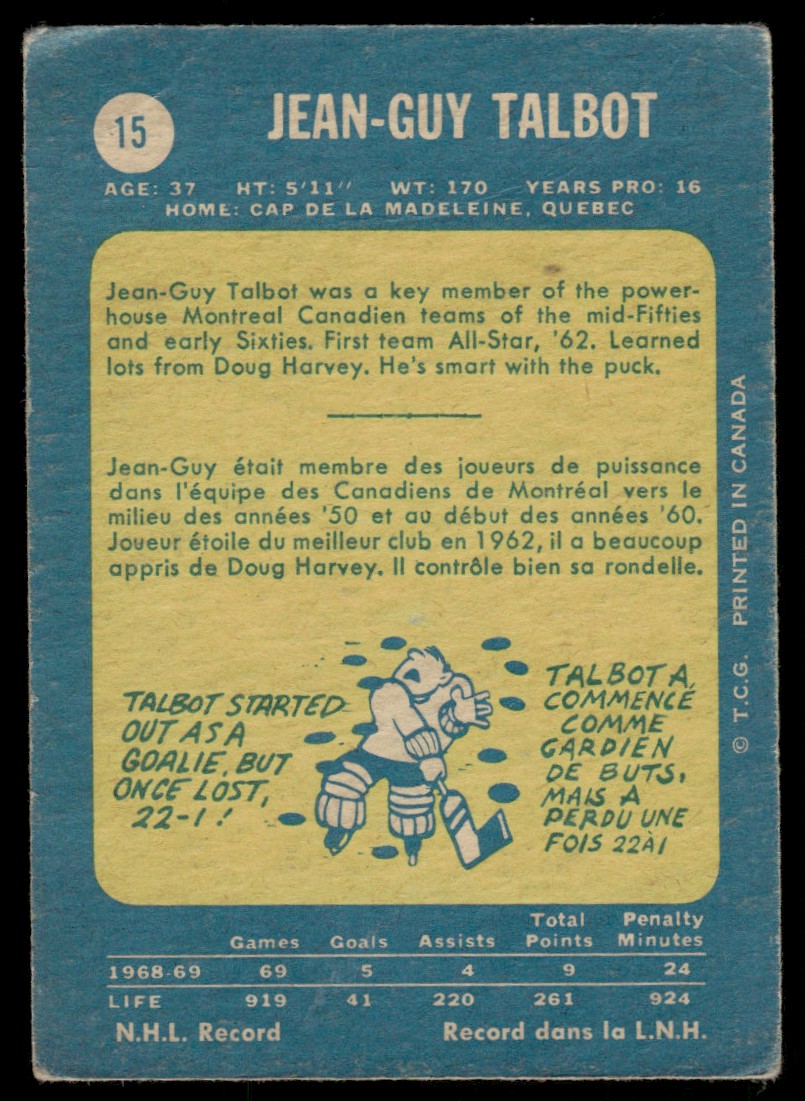 15
JEAN-GUY TALBOT
AGE: 37 HT: 5'11" WT: 170 YEARS PRO: 16
HOME: CAP DE LA MADELEINE, QUEBEC
Jean-Guy Talbot was a key member of the power-
house Montreal Canadien teams of the mid-Fifties
and early Sixties. First team All-Star, '62. Learned
lots from Doug Harvey. He's smart with the puck.
Jean-Guy était membre des joueurs de puissance
dans l'équipe des Canadiens de Montréal vers le
milieu des années '50 et au début des années '60.
Joueur étoile du meilleur club en 1962, il a beaucoup
appris de Doug Harvey. Il contrôle bien sa rondelle.
TALBOT STARTED
OUT AS A
GOALIE, BUT
ONCE LOST,
22-1!
TALBOT A
COMMENCÉ
COMME
GARDIEN
DE BUTS,
MAIS A
PERDU UNE
FOIS 22 À 1
© T.C.G. PRINTED IN CANADA
Games Goals Assists Total Points Penalty Minutes
1968-69 69 5 4 9 24
LIFE 919 41 220 261 924
N.H.L. Record Record dans la L.N.H.